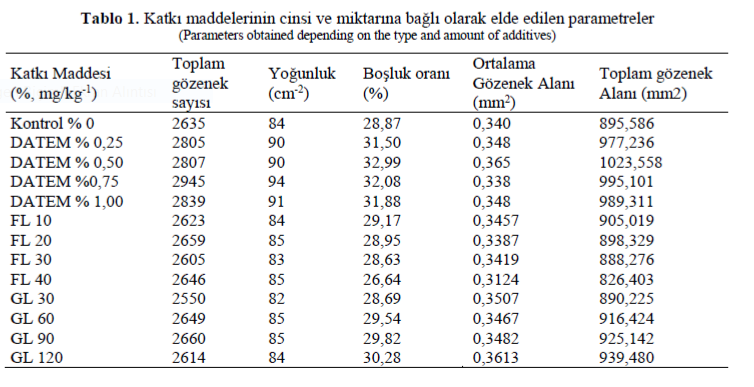 Tablo 1. Katkı maddelerinin cinsi ve miktarına bağlı olarak elde edilen parametreler
(Parameters obtained depending on the type and amount of additives)
Katkı Maddesi (%, mg/kg-1) Toplam gözenek sayısı Yoğunluk (cm-2) Boşluk oranı (%) Ortalama Gözenek Alanı (mm2) Toplam gözenek Alanı (mm2)
Kontrol % 0 2635 84 28,87 0,340 895,586
DATEM % 0,25 2805 90 31,50 0,348 977,236
DATEM % 0,50 2807 90 32,99 0,365 1023,558
DATEM %0,75 2945 94 32,08 0,338 995,101
DATEM % 1,00 2839 91 31,88 0,348 989,311
FL 10 2623 84 29,17 0,3457 905,019
FL 20 2659 85 28,95 0,3387 898,329
FL 30 2605 83 28,63 0,3419 888,276
FL 40 2646 85 26,64 0,3124 826,403
GL 30 2550 82 28,69 0,3507 890,225
GL 60 2649 85 29,54 0,3467 916,424
GL 90 2660 85 29,82 0,3482 925,142
GL 120 2614 84 30,28 0,3613 939,480